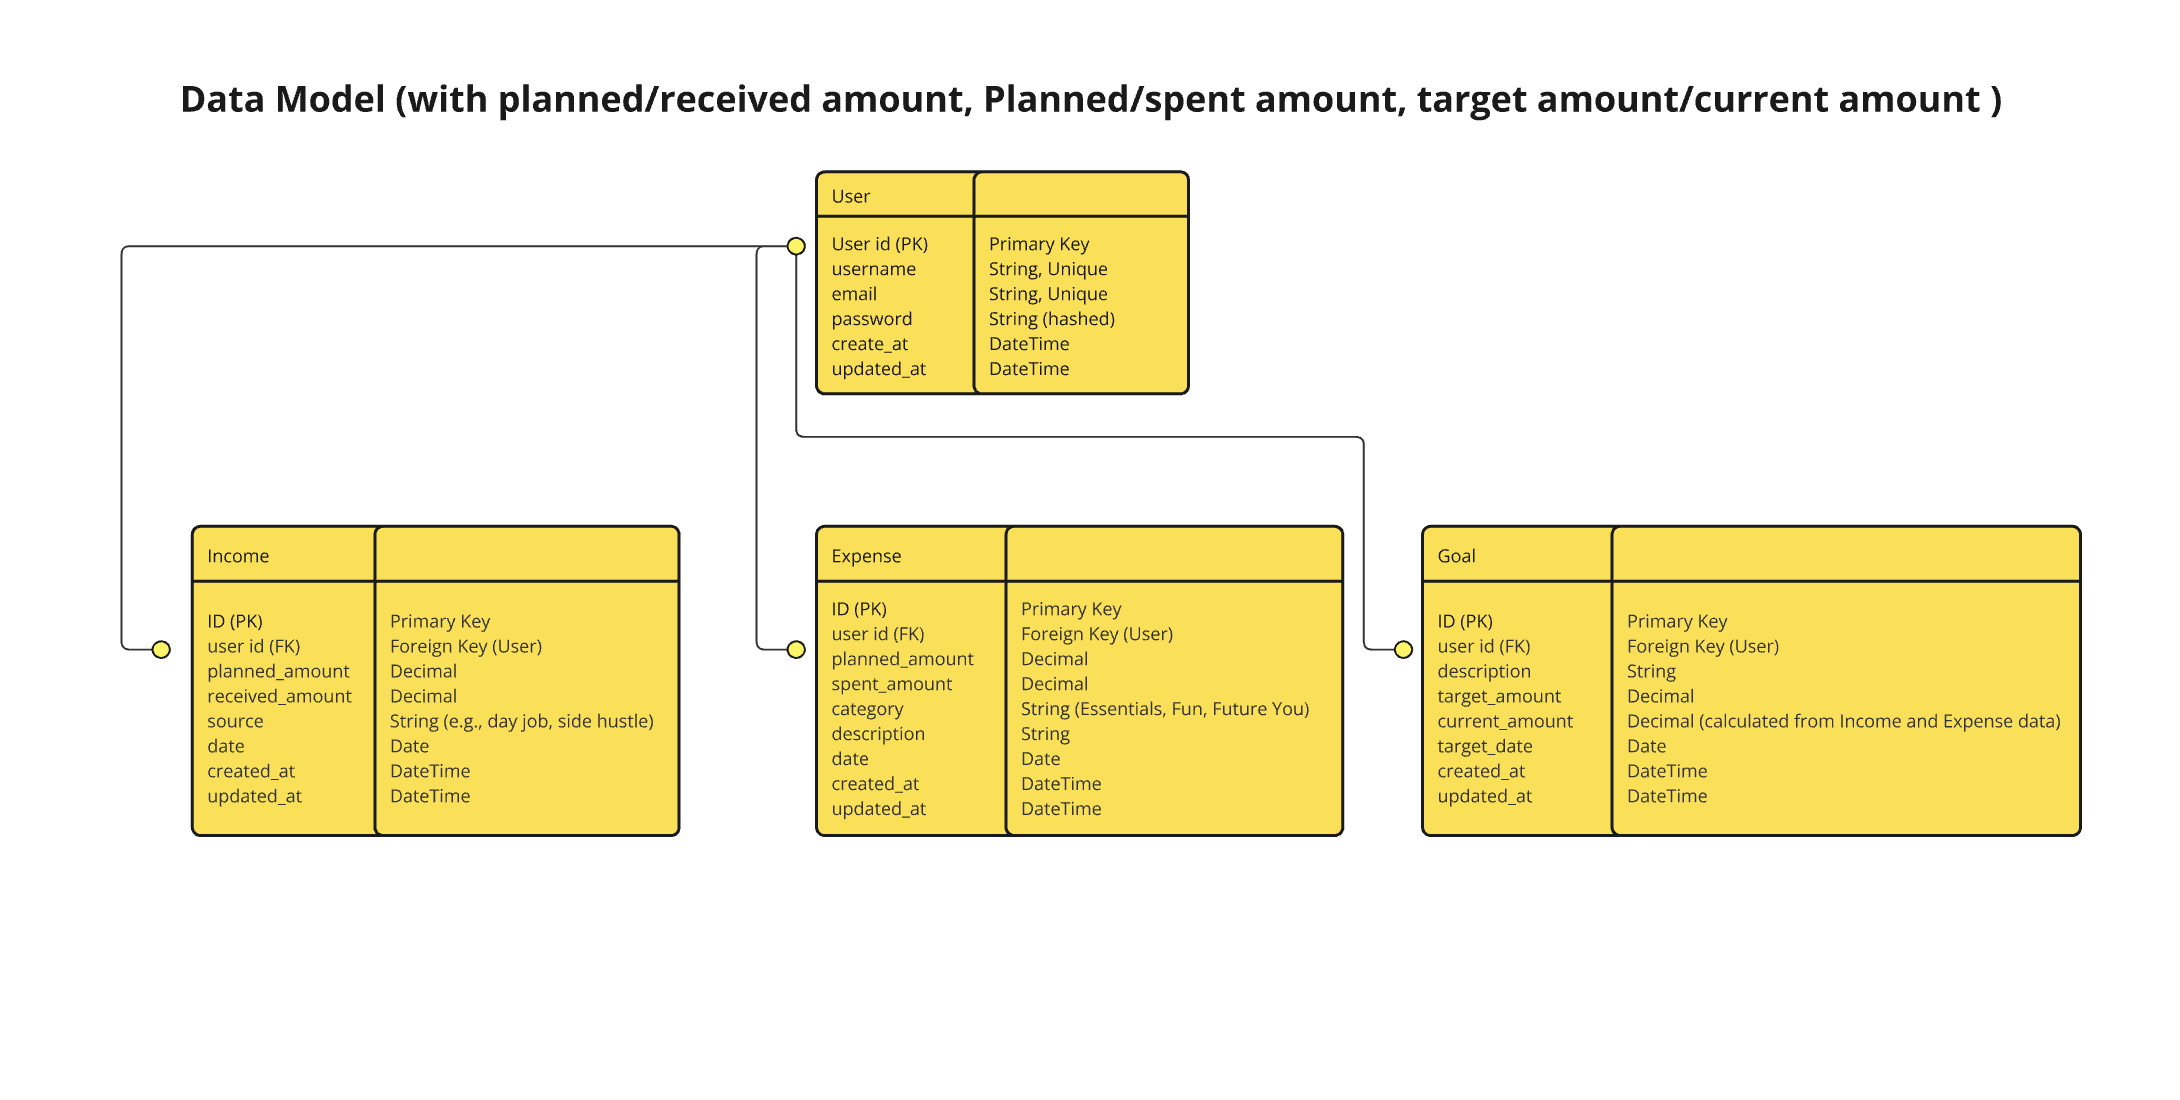 Data Model (with planned/received amount, Planned/spent amount, target amount/current amount )
User
User id (PK) Primary Key
username String, Unique
email String, Unique
password String (hashed)
create_at DateTime
updated_at DateTime
Income
ID (PK) Primary Key
user id (FK) Foreign Key (User)
planned_amount Decimal
received_amount Decimal
source String (e.g., day job, side hustle)
date Date
created_at DateTime
updated_at DateTime
Expense
ID (PK) Primary Key
user id (FK) Foreign Key (User)
planned_amount Decimal
spent_amount Decimal
category String (Essentials, Fun, Future You)
description String
date Date
created_at DateTime
updated_at DateTime
Goal
ID (PK) Primary Key
user id (FK) Foreign Key (User)
description String
target_amount Decimal
current_amount Decimal (calculated from Income and Expense data)
target_date Date
created_at DateTime
updated_at DateTime